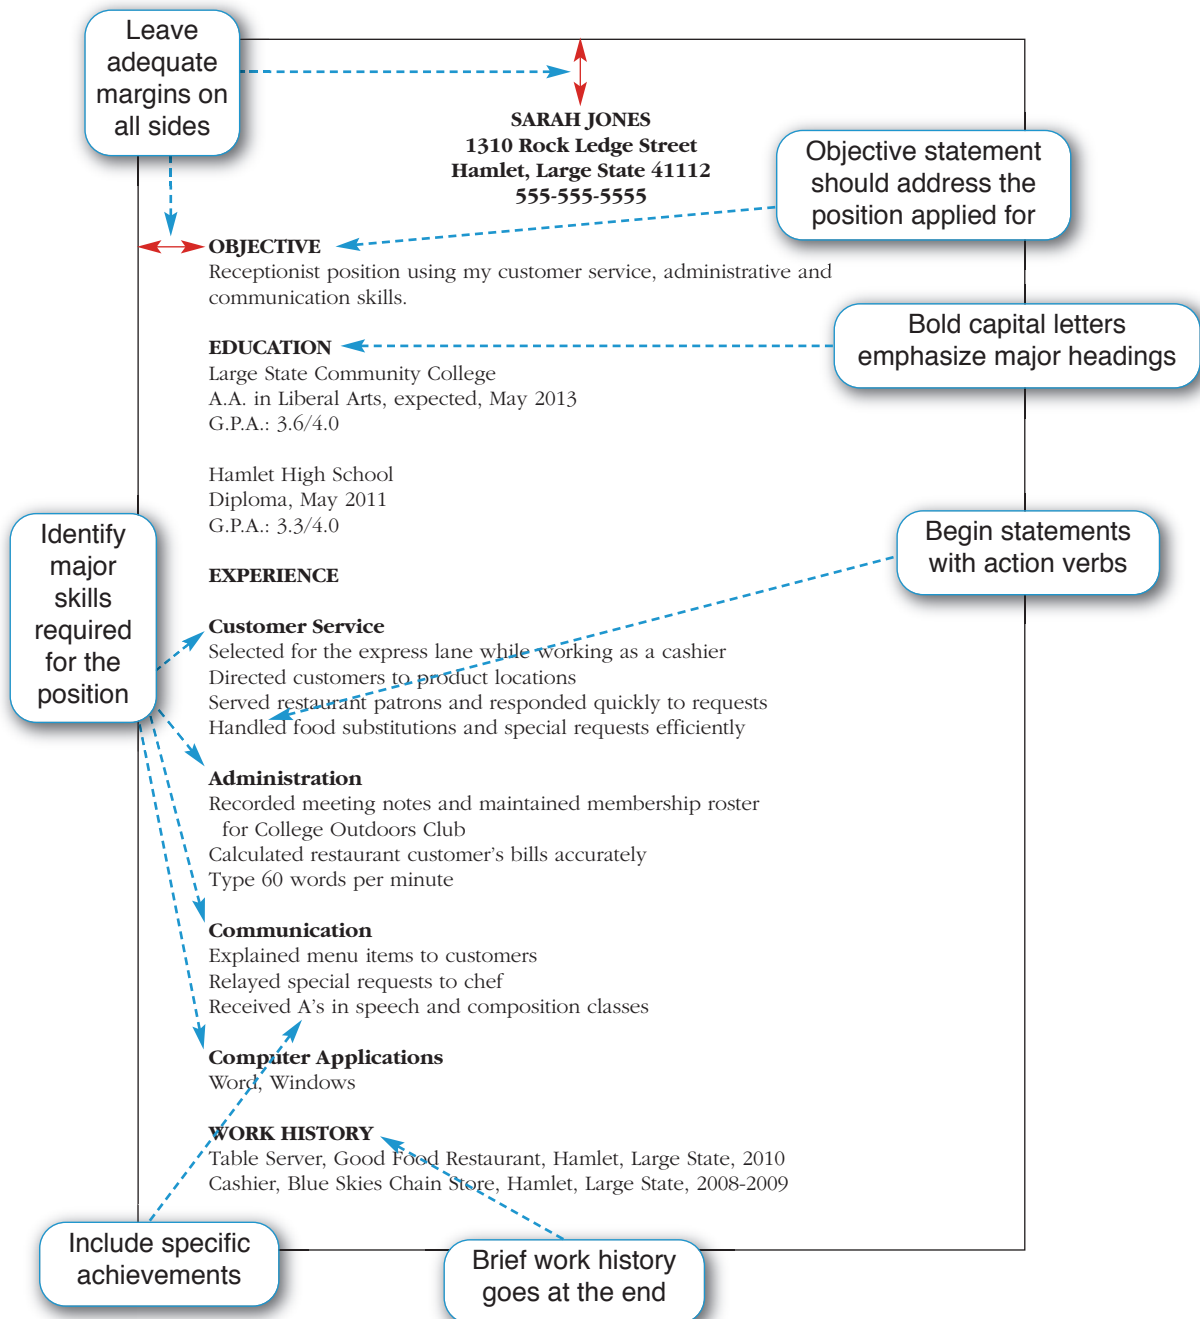 Leave
adequate
margins on
all sides
SARAH JONES
1310 Rock Ledge Street
Hamlet, Large State 41112
555-555-5555
Objective statement
should address the
position applied for
OBJECTIVE
Receptionist position using my customer service, administrative and
communication skills.
Bold capital letters
emphasize major headings
EDUCATION
Large State Community College
A.A. in Liberal Arts, expected, May 2013
G.P.A.: 3.6/4.0
Hamlet High School
Diploma, May 2011
G.P.A.: 3.3/4.0
Identify
major
skills
required
for the
position
Begin statements
with action verbs
EXPERIENCE
Customer Service
Selected for the express lane while working as a cashier
Directed customers to product locations
Served restaurant patrons and responded quickly to requests
Handled food substitutions and special requests efficiently
Administration
Recorded meeting notes and maintained membership roster
for College Outdoors Club
Calculated restaurant customer's bills accurately
Type 60 words per minute
Communication
Explained menu items to customers
Relayed special requests to chef
Received A's in speech and composition classes
Computer Applications
Word, Windows
WORK HISTORY
Table Server, Good Food Restaurant, Hamlet, Large State, 2010
Cashier, Blue Skies Chain Store, Hamlet, Large State, 2008-2009
Include specific
achievements
Brief work history
goes at the end